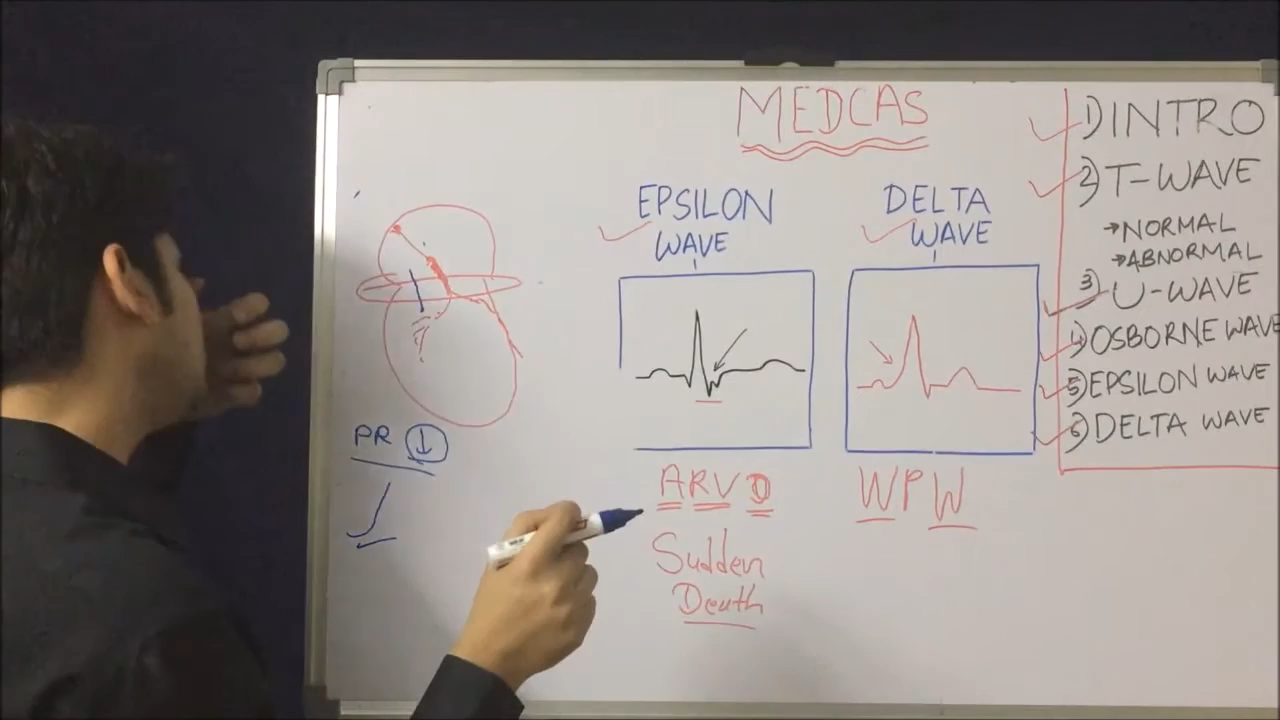 MEDCAS
EPSILON
WAVE
DELTA
WAVE
PR ↓
ARVD
Sudden
Death
WPW
1) INTRO
2) T-WAVE
→NORMAL
→ABNORMAL
3) U-WAVE
4) OSBORNE WAVE
5) EPSILON WAVE
6) DELTA WAVE